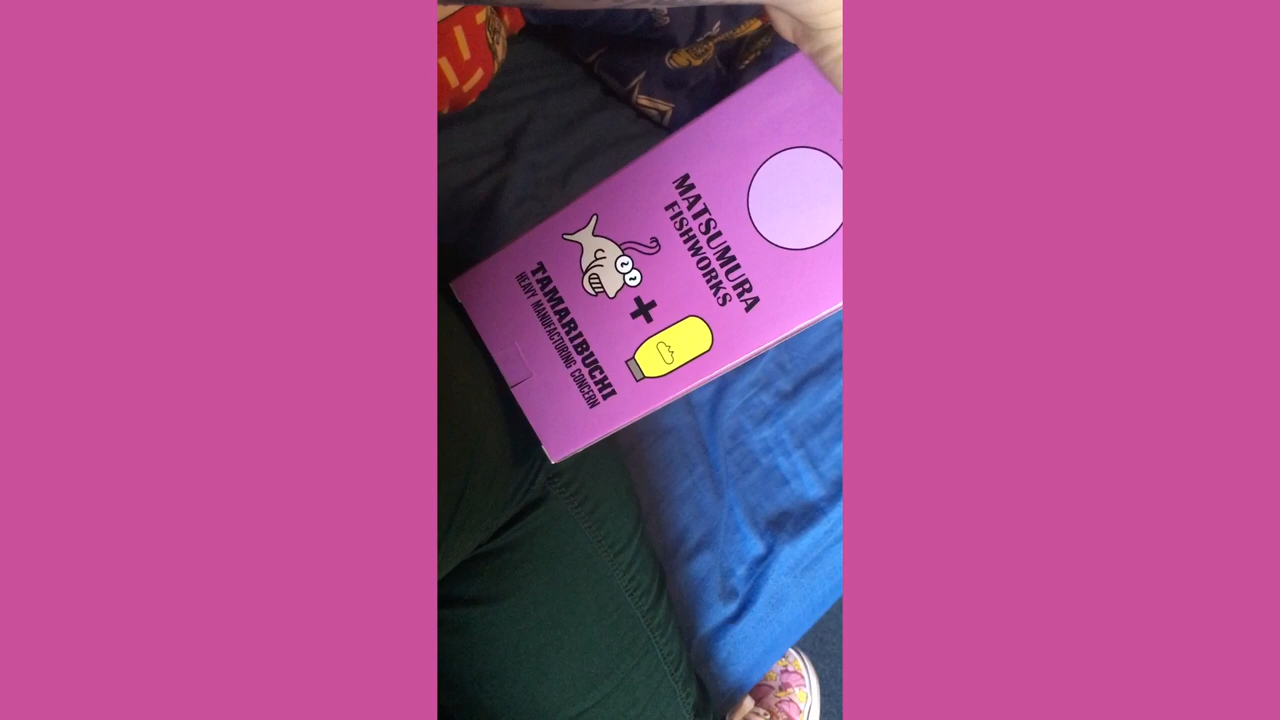 MATSUMURA
FISHWORKS
TAMARIBUCHI
HEAVY MANUFACTURING CONCERN